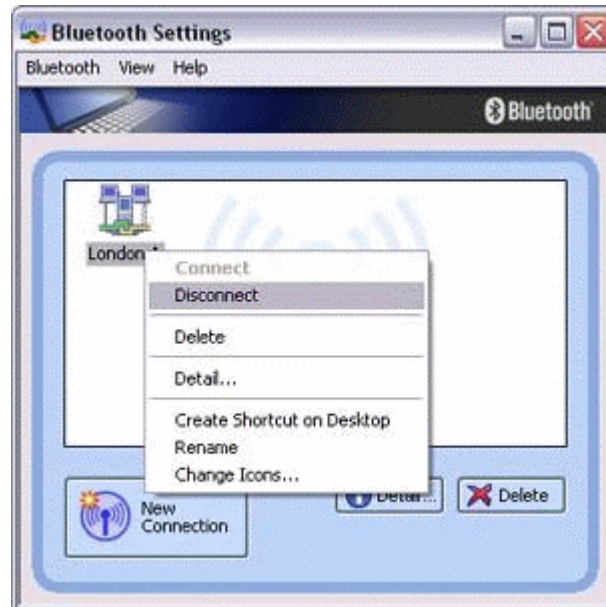 Bluetooth Settings
Bluetooth View Help
Bluetooth
London
Connect
Disconnect
Delete
Detail...
Create Shortcut on Desktop
Rename
Change Icons...
New
Connection
Detail...
Delete